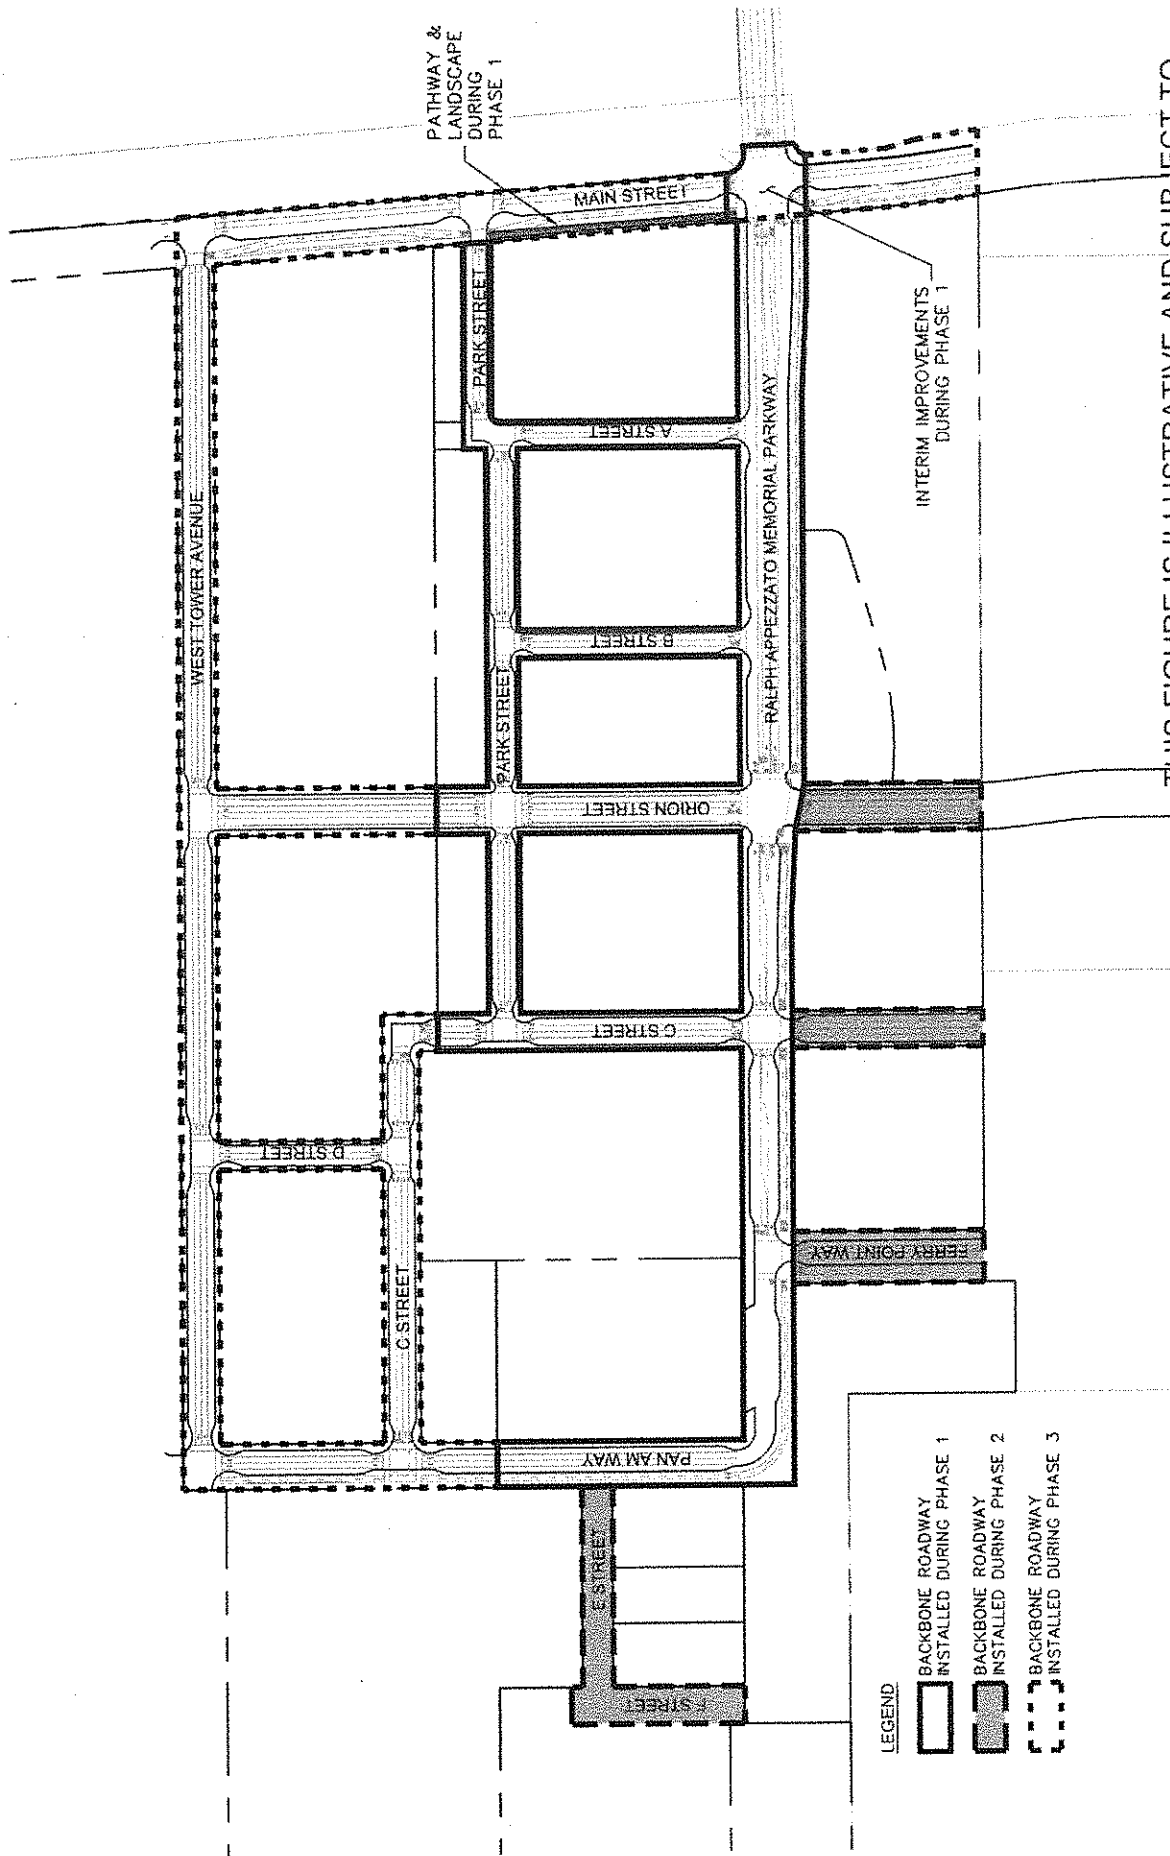 PATHWAY &
LANDSCAPE
DURING
PHASE 1
MAIN STREET
WEST TOWER AVENUE
PARK STREET
A STREET
RALPH APPEZZATO MEMORIAL PARKWAY
INTERIM IMPROVEMENTS
DURING PHASE 1
B STREET
PARK STREET
ORION STREET
C STREET
D STREET
C STREET
FERRY POINT WAY
PAN AM WAY
E STREET
F STREET
LEGEND
BACKBONE ROADWAY
INSTALLED DURING PHASE 1
BACKBONE ROADWAY
INSTALLED DURING PHASE 2
BACKBONE ROADWAY
INSTALLED DURING PHASE 3
THIS FIGURE IS ILLUSTRATIVE AND SUBJECT TO